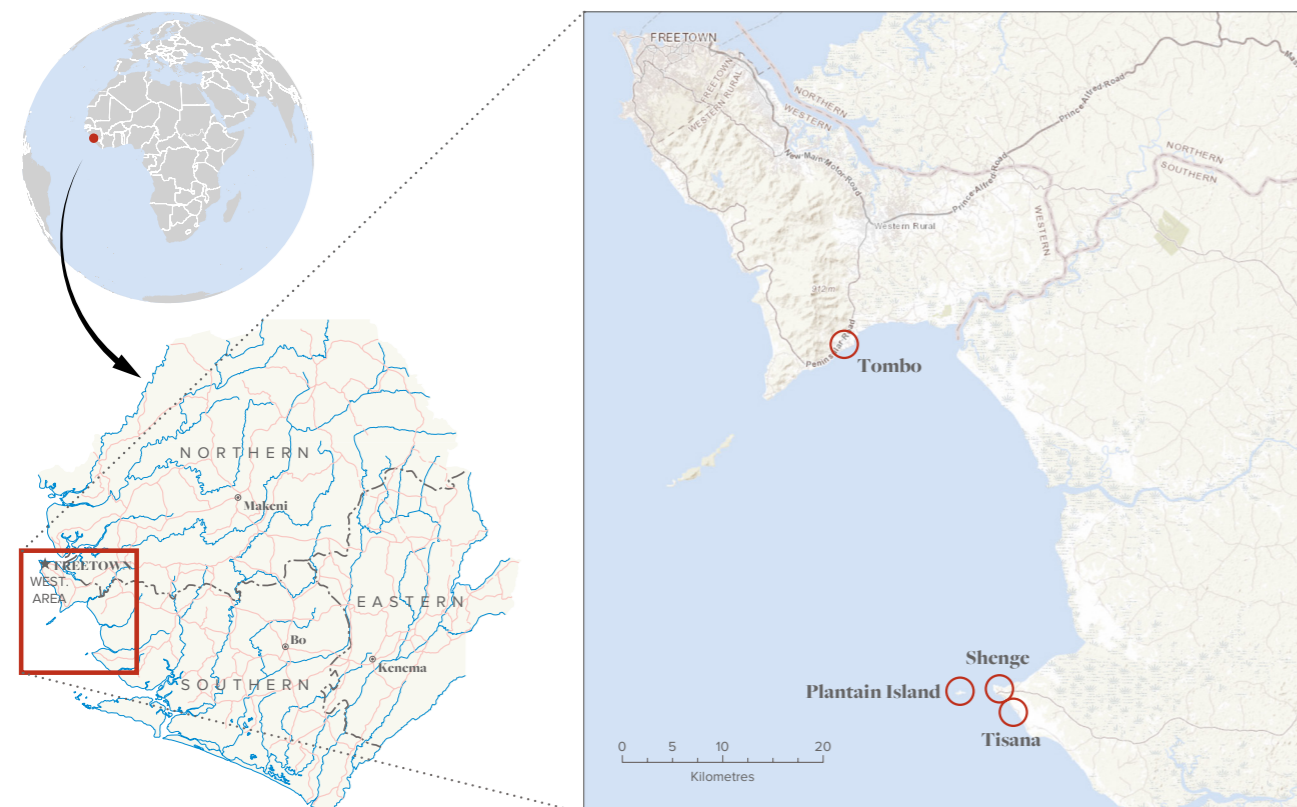 NORTHERN
Makeni
FREETOWN
WEST.
AREA
EASTERN
Bo
Kenema
SOUTHERN
FREETOWN
FREETOWN
WESTERN RURAL
NORTHERN
WESTERN
Prince-Alfred-Road
New-Main-Motor-Road
Prince-Alfred-Road
NORTHERN
SOUTHERN
WESTERN
Western Rural
912m
Peninsular-Road
Tombo
Shenge
Plantain Island
Tisana
0 5 10 20
Kilometres